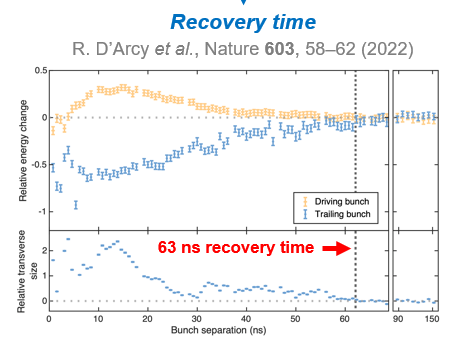 Recovery time
R. D'Arcy et al., Nature 603, 58–62 (2022)
0.5
0
-0.5
-1
Relative energy change
Driving bunch
Trailing bunch
63 ns recovery time
2
1
0
Relative transverse
size
0 10 20 30 40 50 60 90 150
Bunch separation (ns)